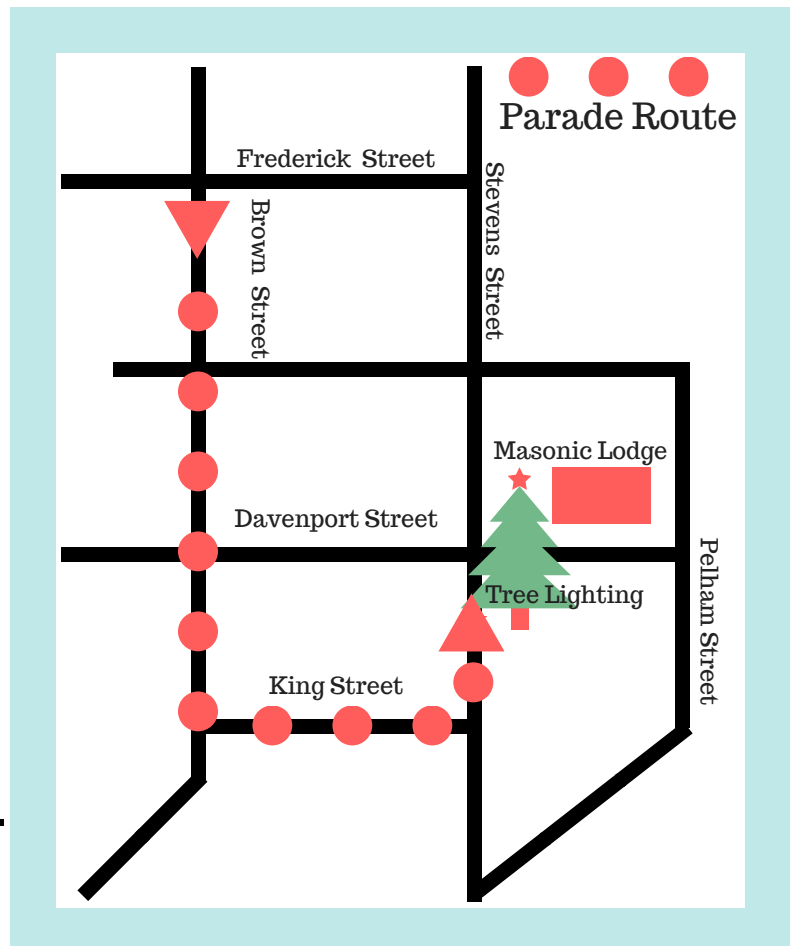 Parade Route
Frederick Street
Stevens Street
Brown Street
Masonic Lodge
Davenport Street
Pelham Street
Tree Lighting
King Street